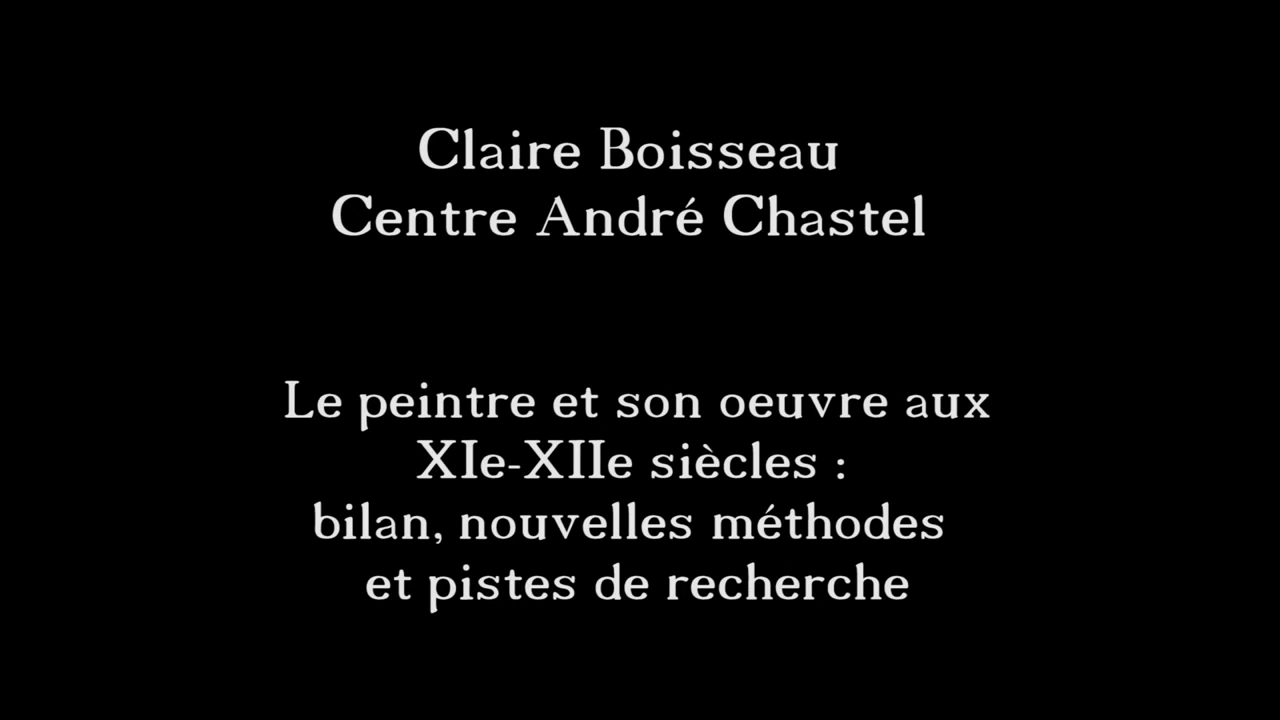 Claire Boisseau
Centre André Chastel
Le peintre et son oeuvre aux
XIe-XIIe siècles :
bilan, nouvelles méthodes
et pistes de recherche